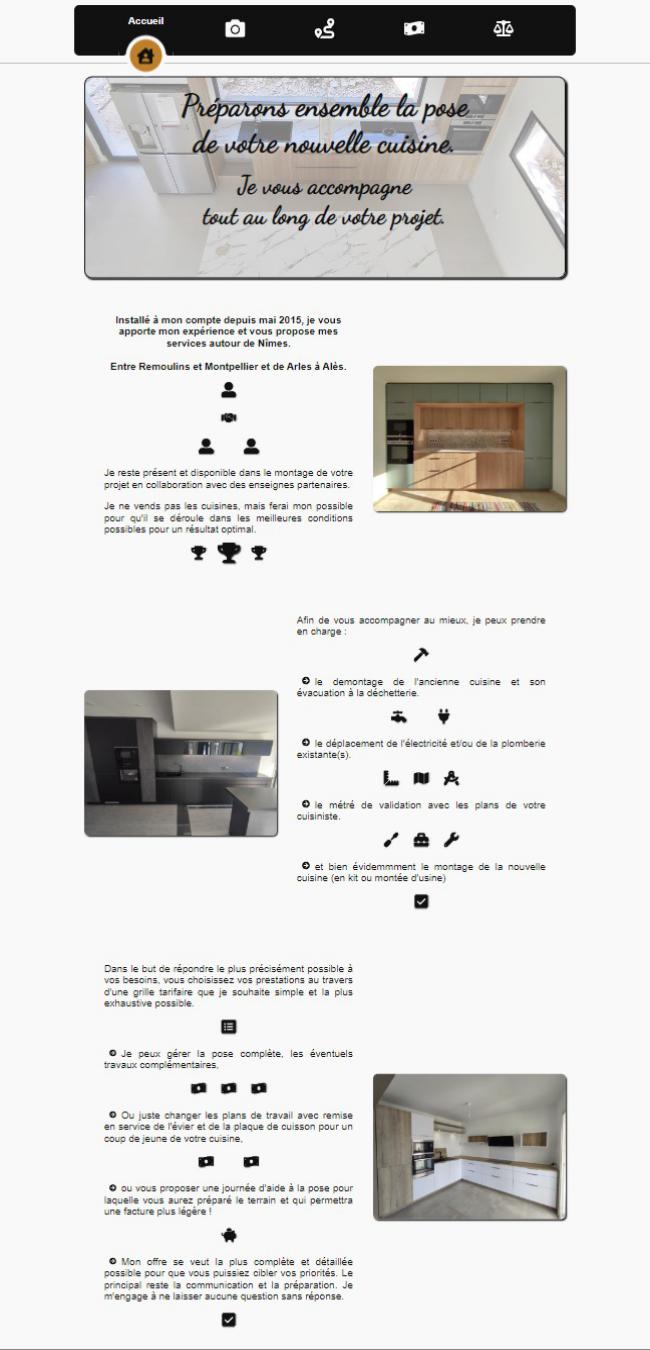 Accueil
Préparons ensemble la pose
de votre nouvelle cuisine.
Je vous accompagne
tout au long de votre projet.
Installé à mon compte depuis mai 2015, je vous
apporte mon expérience et vous propose mes
services autour de Nîmes.
Entre Remoulins et Montpellier et de Arles à Alès.
Je reste présent et disponible dans le montage de votre
projet en collaboration avec des enseignes partenaires.
Je ne vends pas les cuisines, mais ferai mon possible
pour qu'il se déroule dans les meilleures conditions
possibles pour un résultat optimal.
Afin de vous accompagner au mieux, je peux prendre
en charge :
le demontage de l'ancienne cuisine et son
évacuation à la déchetterie.
le déplacement de l'électricité et/ou de la plomberie
existante(s).
le métré de validation avec les plans de votre
cuisiniste.
et bien évidemmment le montage de la nouvelle
cuisine (en kit ou montée d'usine)
Dans le but de répondre le plus précisément possible à
vos besoins, vous choisissez vos prestations au travers
d'une grille tarifaire que je souhaite simple et la plus
exhaustive possible.
Je peux gérer la pose complète, les éventuels
travaux complémentaires,
Ou juste changer les plans de travail avec remise
en service de l'évier et de la plaque de cuisson pour un
coup de jeune de votre cuisine,
ou vous proposer une journée d'aide à la pose pour
laquelle vous aurez préparé le terrain et qui permettra
une facture plus légère !
Mon offre se veut la plus complète et détaillée
possible pour que vous puissiez cibler vos priorités. Le
principal reste la communication et la préparation. Je
m'engage à ne laisser aucune question sans réponse.